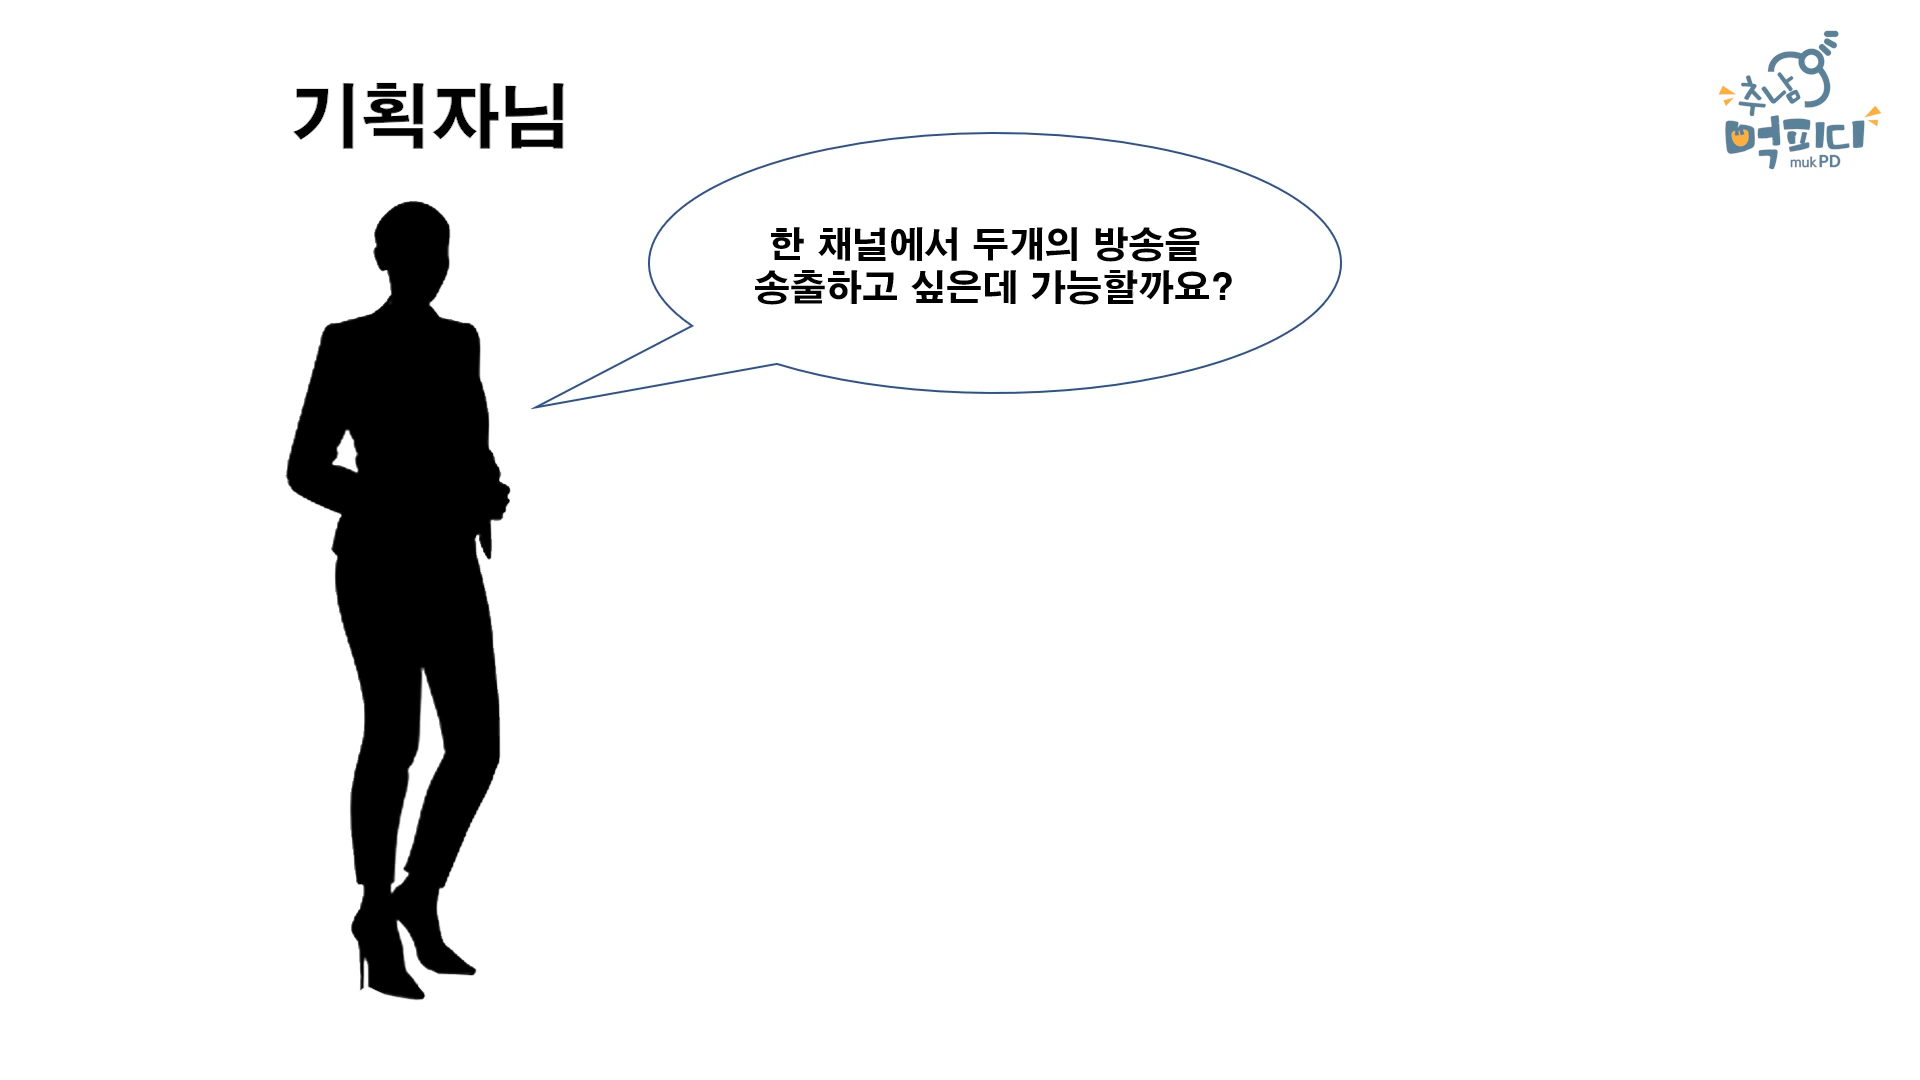 기획자님
한 채널에서 두개의 방송을
송출하고 싶은데 가능할까요?
추남
먹피디
muk PD